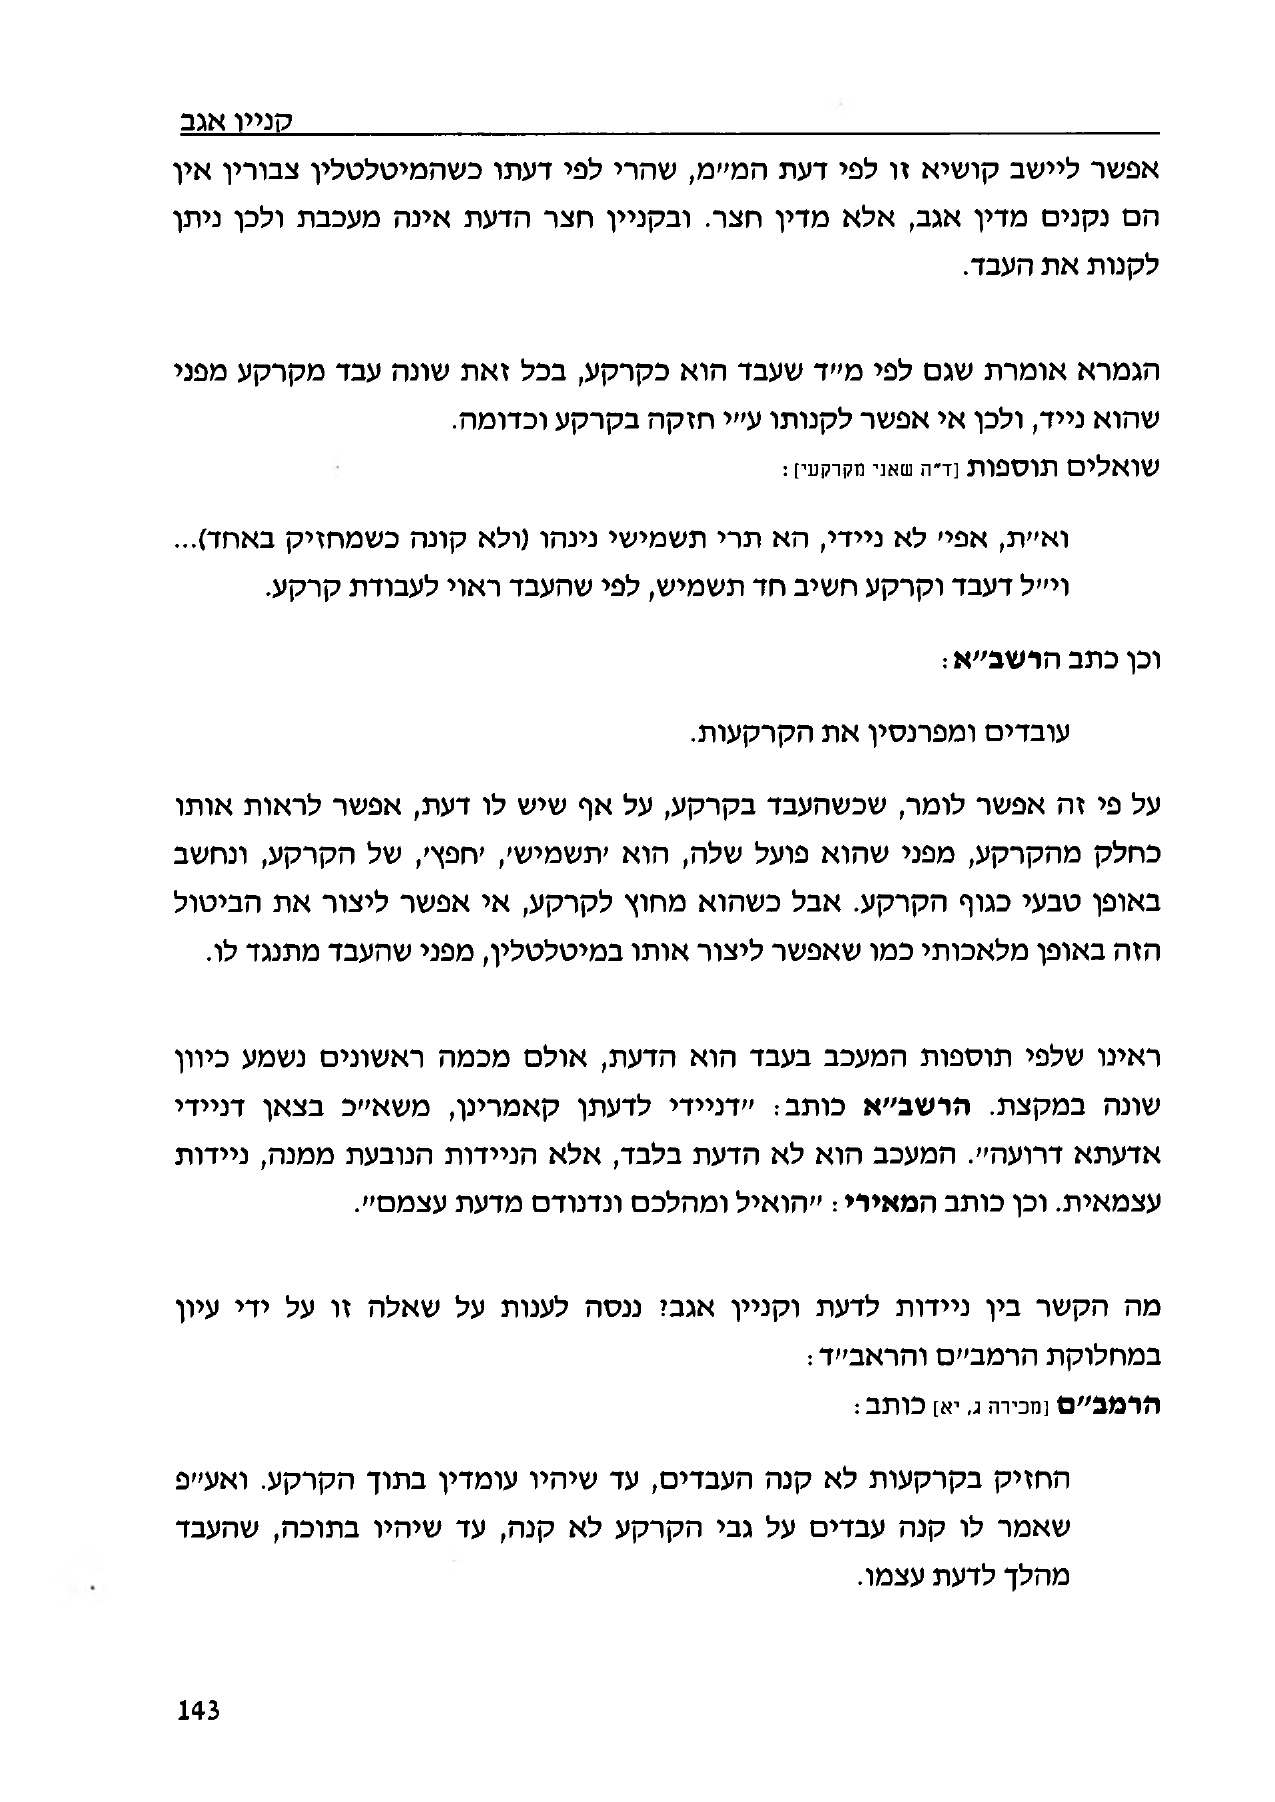 קניין אגב
אפשר ליישב קושיא זו לפי דעת המ״מ, שהרי לפי דעתו כשהמיטלטלין צבורין אין
הם נקנים מדין אגב, אלא מדין חצר. ובקניין חצר הדעת אינה מעכבת ולכן ניתן
לקנות את העבד.
הגמרא אומרת שגם לפי מ״ד שעבד הוא כקרקע, בכל זאת שונה עבד מקרקע מפני
שהוא נייד, ולכן אי אפשר לקנותו ע״י חזקה בקרקע וכדומה.
שואלים תוספות [ד״ה שאני מקרקעי]:
וא״ת, אפי׳ לא ניידי, הא תרי תשמישי נינהו (ולא קונה כשמחזיק באחד)...
וי״ל דעבד וקרקע חשיב חד תשמיש, לפי שהעבד ראוי לעבודת קרקע.
וכן כתב הרשב״א:
עובדים ומפרנסין את הקרקעות.
על פי זה אפשר לומר, שכשהעבד בקרקע, על אף שיש לו דעת, אפשר לראות אותו
כחלק מהקרקע, מפני שהוא פועל שלה, הוא ׳תשמיש׳, ׳חפץ׳, של הקרקע, ונחשב
באופן טבעי כגוף הקרקע. אבל כשהוא מחוץ לקרקע, אי אפשר ליצור את הביטול
הזה באופן מלאכותי כמו שאפשר ליצור אותו במיטלטלין, מפני שהעבד מתנגד לו.
ראינו שלפי תוספות המעכב בעבד הוא הדעת, אולם מכמה ראשונים נשמע כיוון
שונה במקצת. הרשב״א כותב: ״דניידי לדעתן קאמרינן, משא״כ בצאן דניידי
אדעתא דרועה״. המעכב הוא לא הדעת בלבד, אלא הניידות הנובעת ממנה, ניידות
עצמאית. וכן כותב המאירי: ״הואיל ומהלכם ונדנודם מדעת עצמם״.
מה הקשר בין ניידות לדעת וקניין אגב? ננסה לענות על שאלה זו על ידי עיון
במחלוקת הרמב״ם והראב״ד:
הרמב״ם [מכירה ג, יא] כותב:
החזיק בקרקעות לא קנה העבדים, עד שיהיו עומדין בתוך הקרקע. ואע״פ
שאמר לו קנה עבדים על גבי הקרקע לא קנה, עד שיהיו בתוכה, שהעבד
מהלך לדעת עצמו.
143